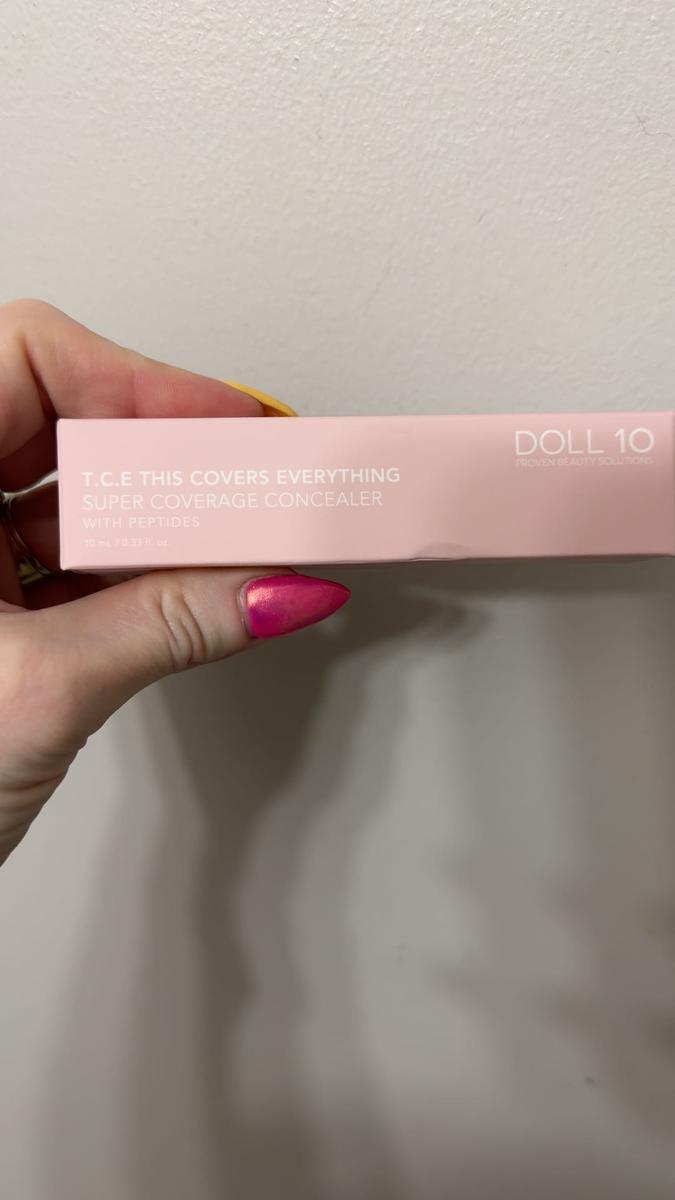 DOLL 10
PROVEN BEAUTY SOLUTIONS
T.C.E THIS COVERS EVERYTHING
SUPER COVERAGE CONCEALER
WITH PEPTIDES
10 mL / 0.33 fl. oz.